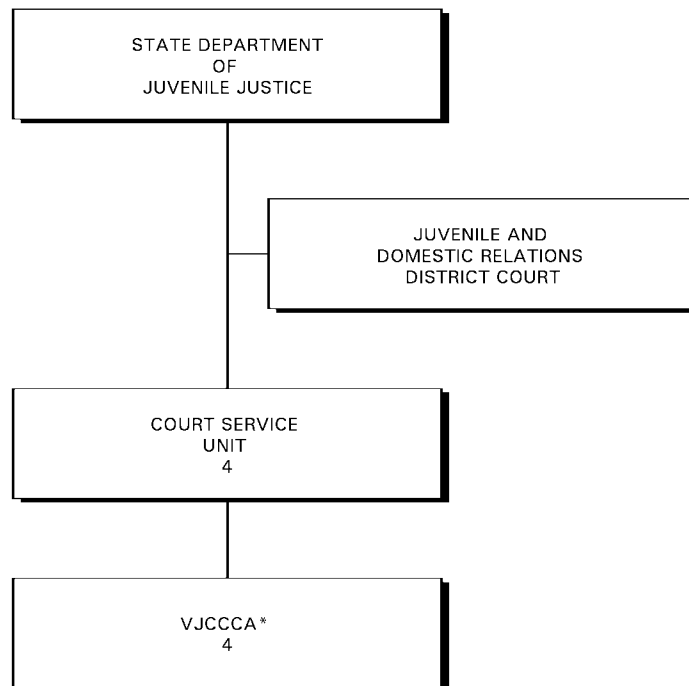 STATE DEPARTMENT
OF
JUVENILE JUSTICE
JUVENILE AND
DOMESTIC RELATIONS
DISTRICT COURT
COURT SERVICE
UNIT
4
VJCCCA*
4